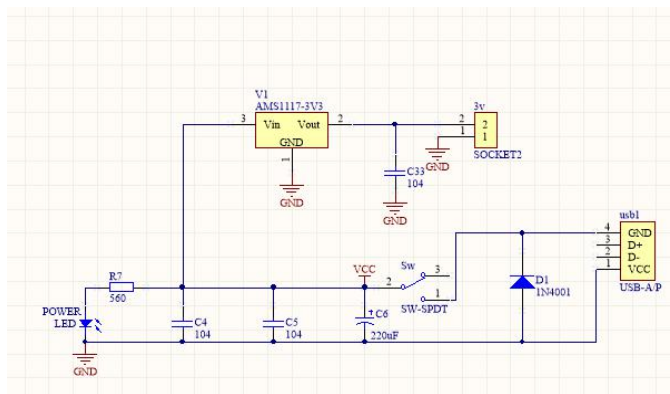 V1
AMS1117-3V3
3 Vin Vout 2
GND
1
GND
C33
104
GND
3v
2 2
1 1
GND
SOCKET2
usb1
4 GND
3 D+
2 D-
1 VCC
USB-A/P
R7
560
POWER
LED
GND
C4
104
C5
104
VCC
C6
220uF
Sw
2 3
1
SW-SPDT
D1
1N4001